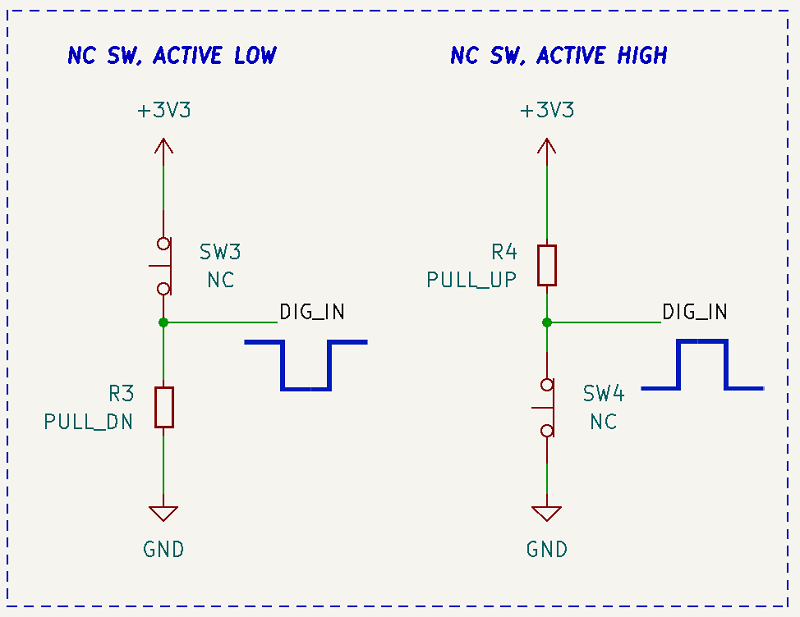 NC SW, ACTIVE LOW
+3V3
SW3
NC
DIG_IN
R3
PULL_DN
GND
NC SW, ACTIVE HIGH
+3V3
R4
PULL_UP
DIG_IN
SW4
NC
GND